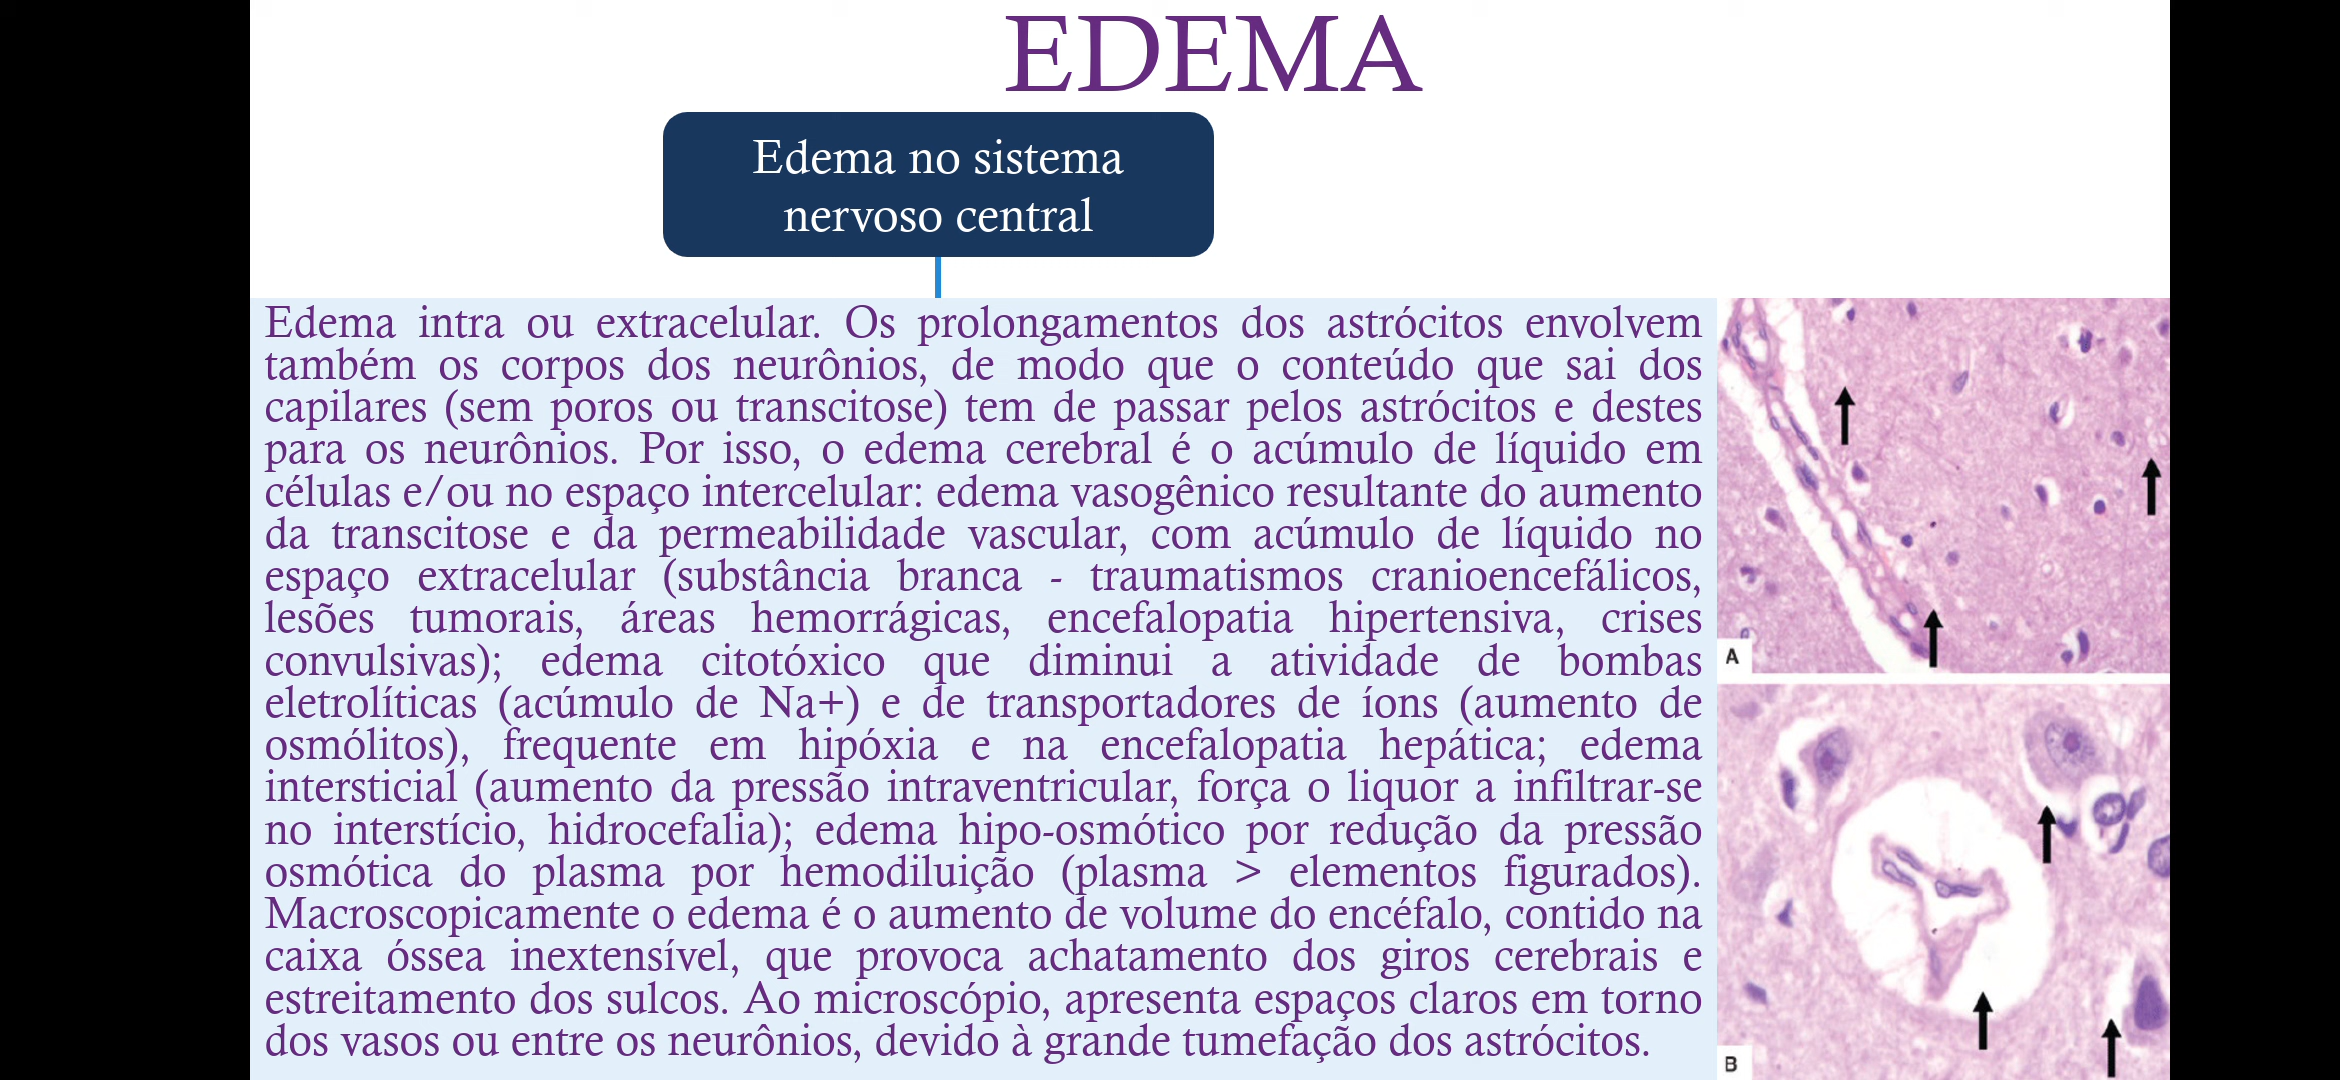 EDEMA
Edema no sistema
nervoso central
Edema intra ou extracelular. Os prolongamentos dos astrócitos envolvem
também os corpos dos neurônios, de modo que o conteúdo que sai dos
capilares (sem poros ou transcitose) tem de passar pelos astrócitos e destes
para os neurônios. Por isso, o edema cerebral é o acúmulo de líquido em
células e/ou no espaço intercelular: edema vasogênico resultante do aumento
da transcitose e da permeabilidade vascular, com acúmulo de líquido no
espaço extracelular (substância branca - traumatismos cranioencefálicos,
lesões tumorais, áreas hemorrágicas, encefalopatia hipertensiva, crises
convulsivas); edema citotóxico que diminui a atividade de bombas
eletrolíticas (acúmulo de Na+) e de transportadores de íons (aumento de
osmólitos), frequente em hipóxia e na encefalopatia hepática; edema
intersticial (aumento da pressão intraventricular, força o liquor a infiltrar-se
no interstício, hidrocefalia); edema hipo-osmótico por redução da pressão
osmótica do plasma por hemodiluição (plasma > elementos figurados).
Macroscopicamente o edema é o aumento de volume do encéfalo, contido na
caixa óssea inextensível, que provoca achatamento dos giros cerebrais e
estreitamento dos sulcos. Ao microscópio, apresenta espaços claros em torno
dos vasos ou entre os neurônios, devido à grande tumefação dos astrócitos.
A
B